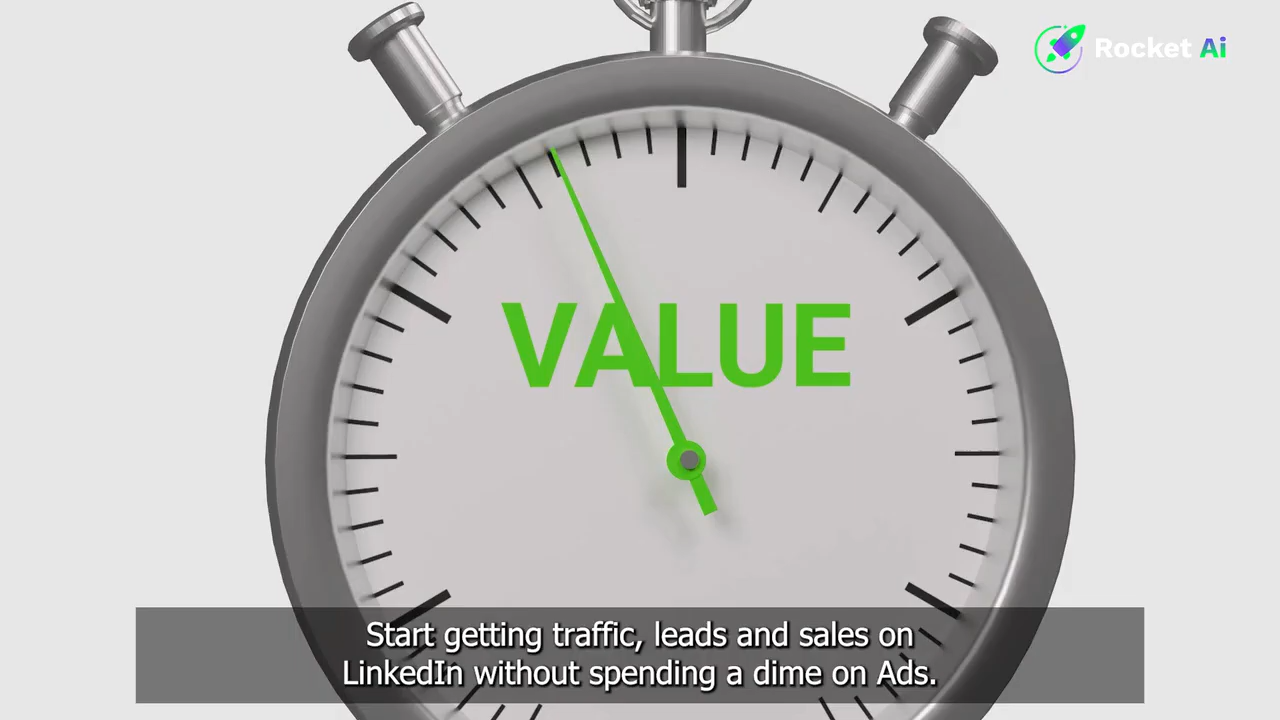 Rocket Ai
VALUE
Start getting traffic, leads and sales on
LinkedIn without spending a dime on Ads.